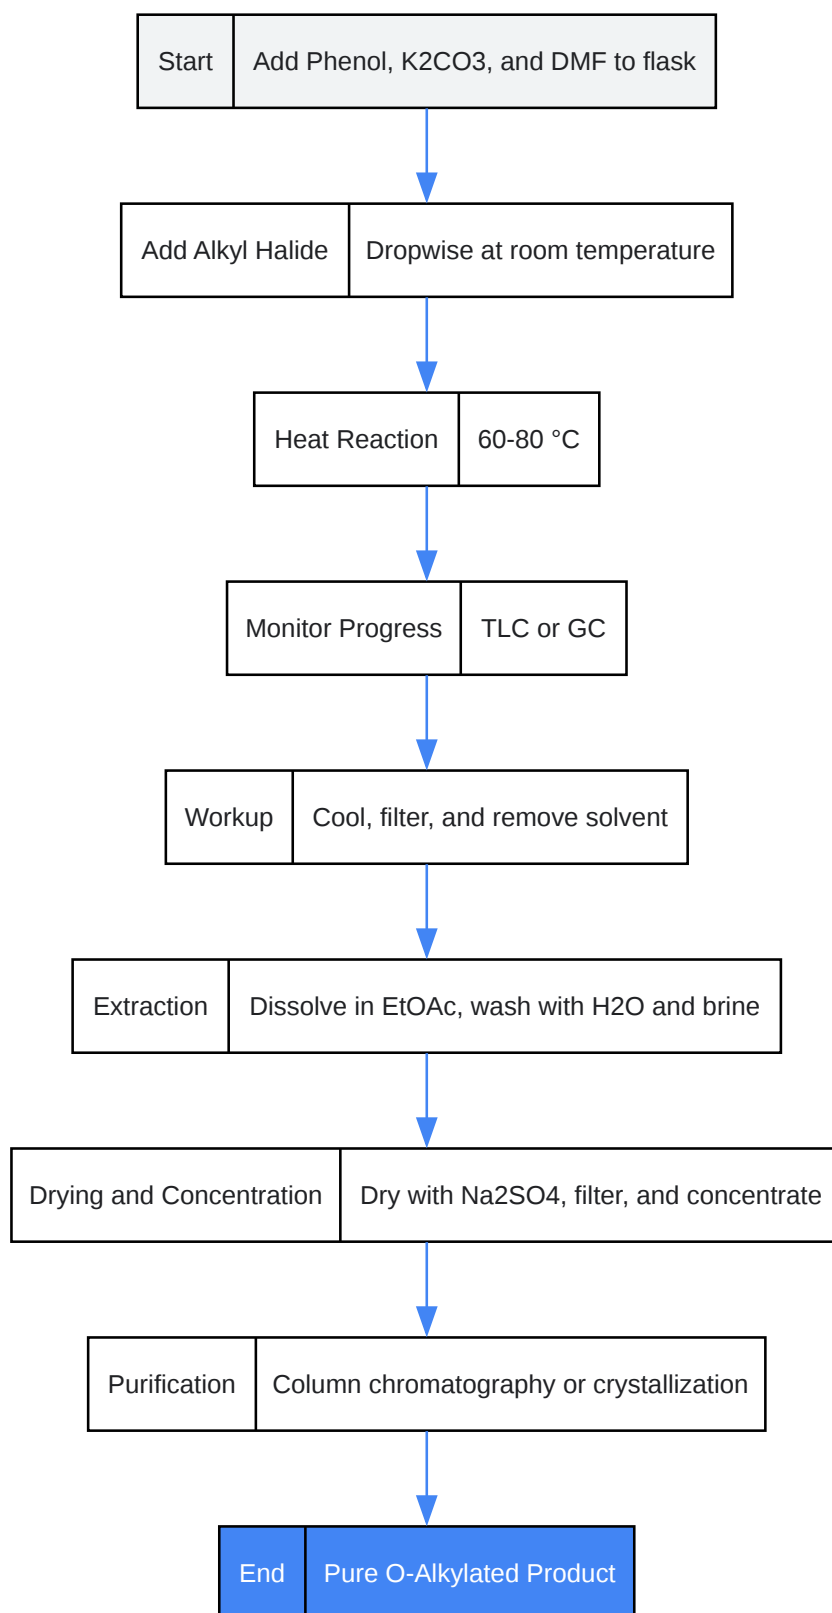 Start Add Phenol, K2CO3, and DMF to flask
Add Alkyl Halide Dropwise at room temperature
Heat Reaction 60-80 °C
Monitor Progress TLC or GC
Workup Cool, filter, and remove solvent
Extraction Dissolve in EtOAc, wash with H2O and brine
Drying and Concentration Dry with Na2SO4, filter, and concentrate
Purification Column chromatography or crystallization
End Pure O-Alkylated Product